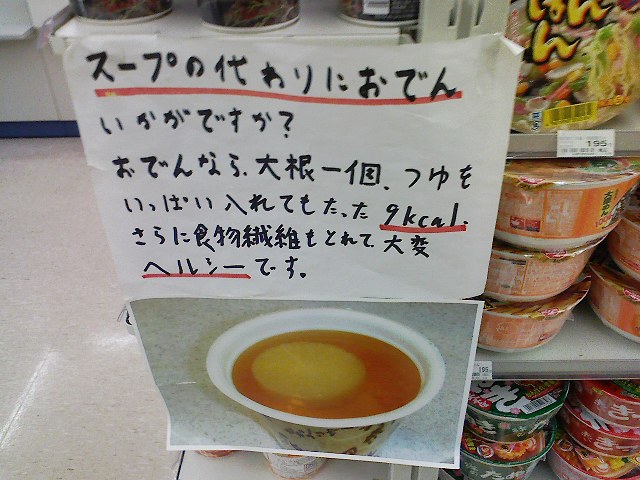 スープの代わりにおでん
いかがですか?
おでんなら、大根一個、つゆを
いっぱい入れてもたった9kcal.
さらに食物繊維もとれて、大変
ヘルシーです。
195
195